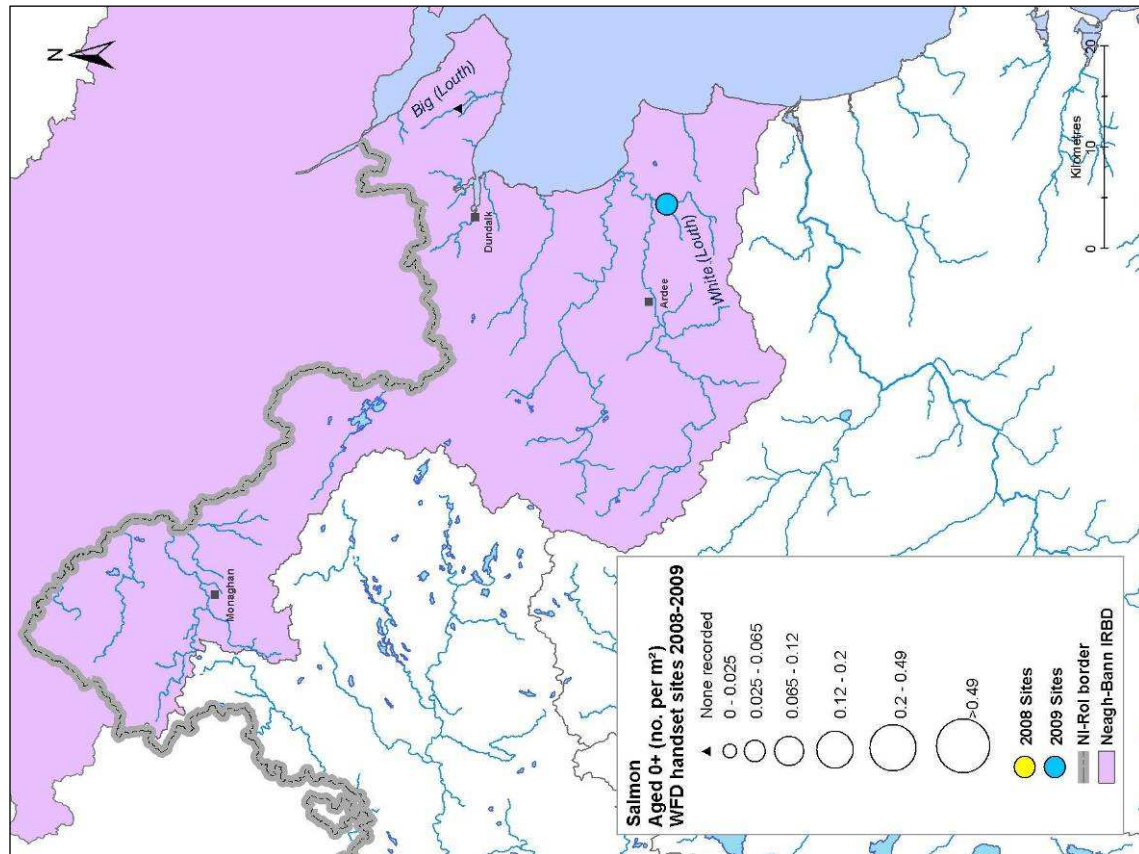 N
Big (Louth)
Dundalk
Ardee
White (Louth)
Monaghan
Kilometres
0
10
20
Salmon
Aged 0+ (no. per m²)
WFD handset sites 2008-2009
None recorded
0 - 0.025
0.025 - 0.065
0.065 - 0.12
0.12 - 0.2
0.2 - 0.49
>0.49
2008 Sites
2009 Sites
NI-RoI border
Neagh-Bann IRBD